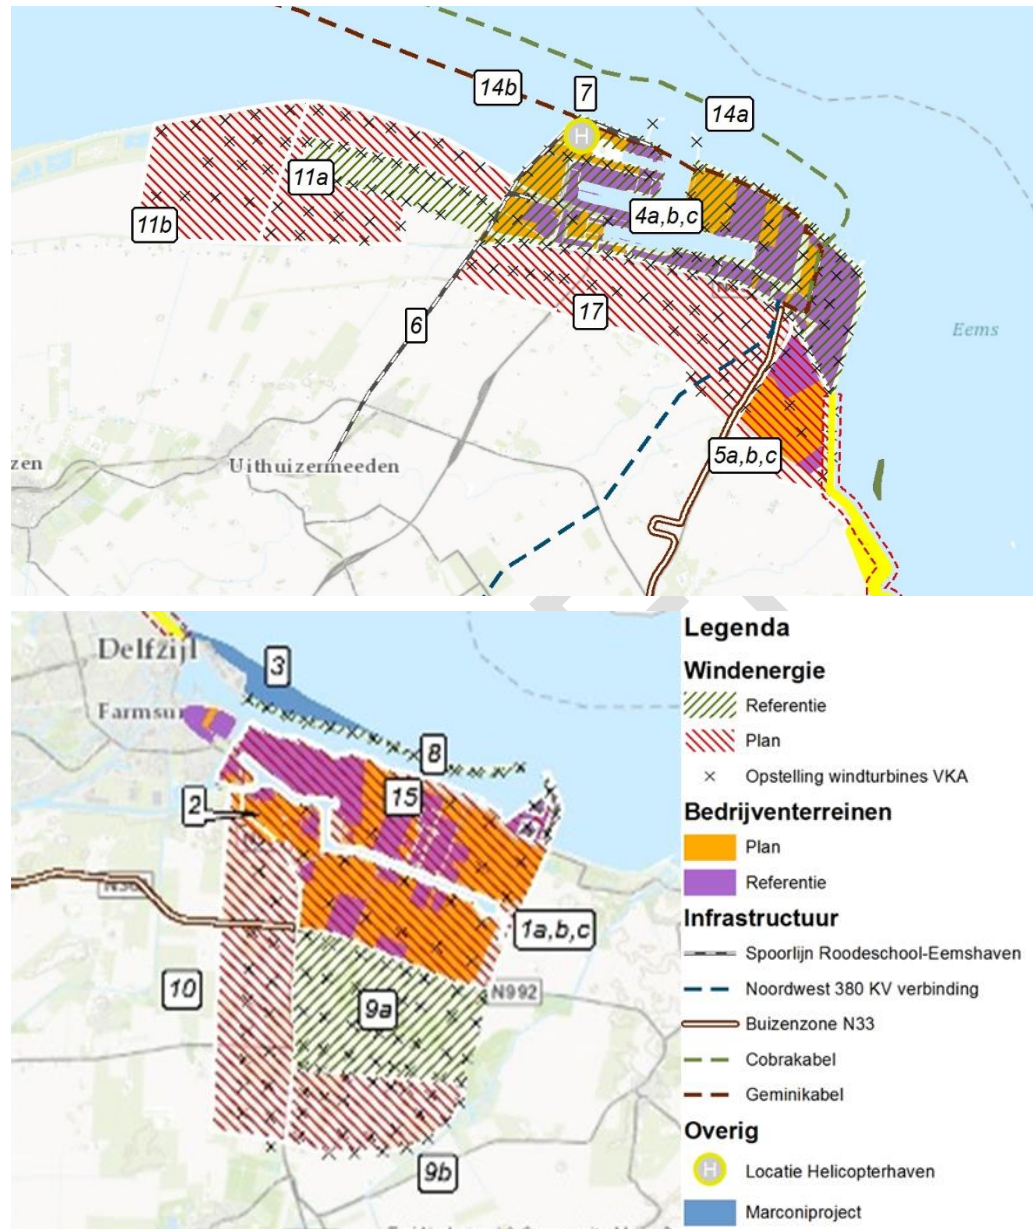 14b
7
14a
11a
11b
4a,b,c
17
6
Eems
zen
Uithuizermeeden
5a,b,c
Delfzijl
3
Farmsu
8
15
2
1a,b,c
10
9a
N992
9b
Legenda
Windenergie
Referentie
Plan
Opstelling windturbines VKA
Bedrijventerreinen
Plan
Referentie
Infrastructuur
Spoorlijn Roodeschool-Eemshaven
Noordwest 380 KV verbinding
Buizenzone N33
Cobrakabel
Geminikabel
Overig
H
Locatie Helicopterhaven
Marconiproject